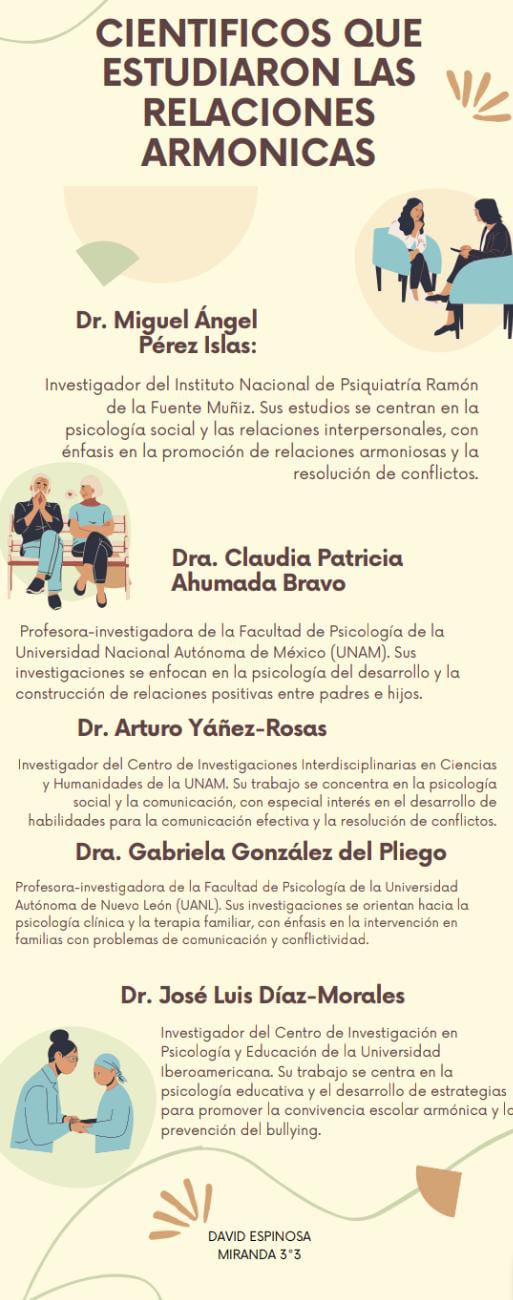 CIENTIFICOS QUE
ESTUDIARON LAS
RELACIONES
ARMONICAS
Dr. Miguel Ángel
Pérez Islas:
Investigador del Instituto Nacional de Psiquiatría Ramón
de la Fuente Muñiz. Sus estudios se centran en la
psicología social y las relaciones interpersonales, con
énfasis en la promoción de relaciones armoniosas y la
resolución de conflictos.
Dra. Claudia Patricia
Ahumada Bravo
Profesora-investigadora de la Facultad de Psicología de la
Universidad Nacional Autónoma de México (UNAM). Sus
investigaciones se enfocan en la psicología del desarrollo y la
construcción de relaciones positivas entre padres e hijos.
Dr. Arturo Yáñez-Rosas
Investigador del Centro de Investigaciones Interdisciplinarias en Ciencias
y Humanidades de la UNAM. Su trabajo se concentra en la psicología
social y la comunicación, con especial interés en el desarrollo de
habilidades para la comunicación efectiva y la resolución de conflictos.
Dra. Gabriela González del Pliego
Profesora-investigadora de la Facultad de Psicología de la Universidad
Autónoma de Nuevo León (UANL). Sus investigaciones se orientan hacia la
psicología clínica y la terapia familiar, con énfasis en la intervención en
familias con problemas de comunicación y conflictividad.
Dr. José Luis Díaz-Morales
Investigador del Centro de Investigación en
Psicología y Educación de la Universidad
Iberoamericana. Su trabajo se centra en la
psicología educativa y el desarrollo de estrategias
para promover la convivencia escolar armónica y la
prevención del bullying.
DAVID ESPINOSA
MIRANDA 3°3